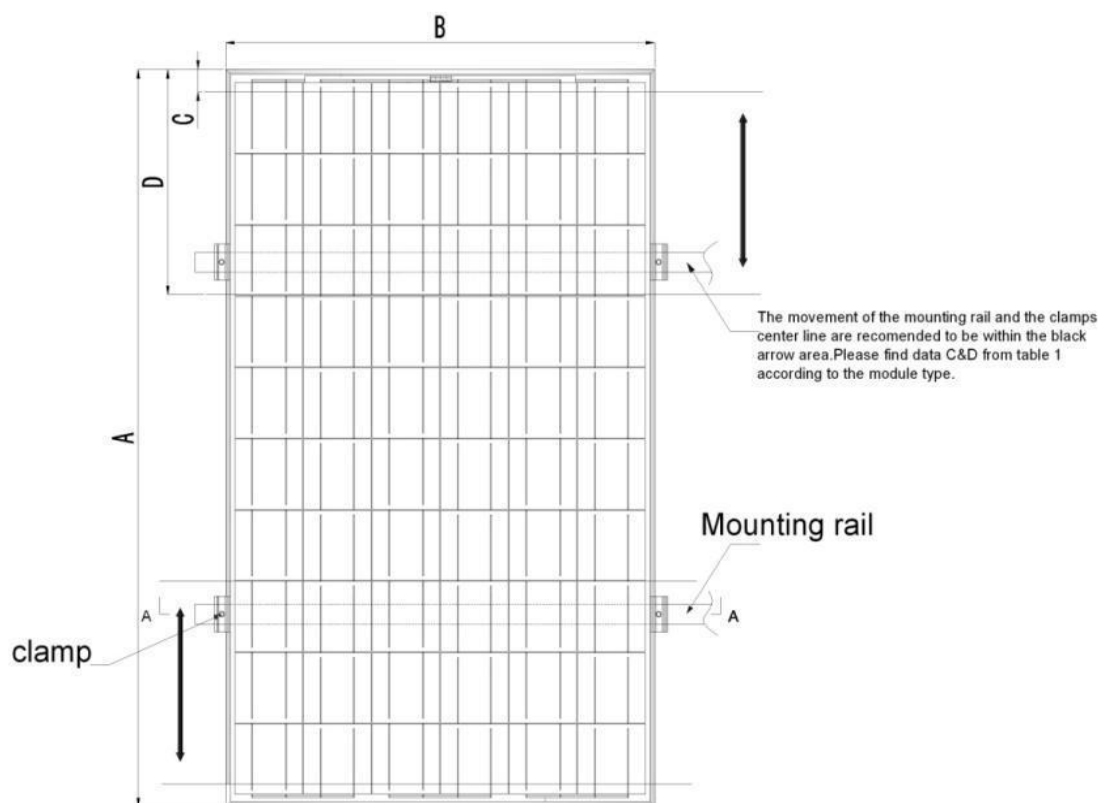 B
C
D
The movement of the mounting rail and the clamps
center line are recomended to be within the black
arrow area.Please find data C&D from table 1
according to the module type.
A
Mounting rail
A
A
clamp